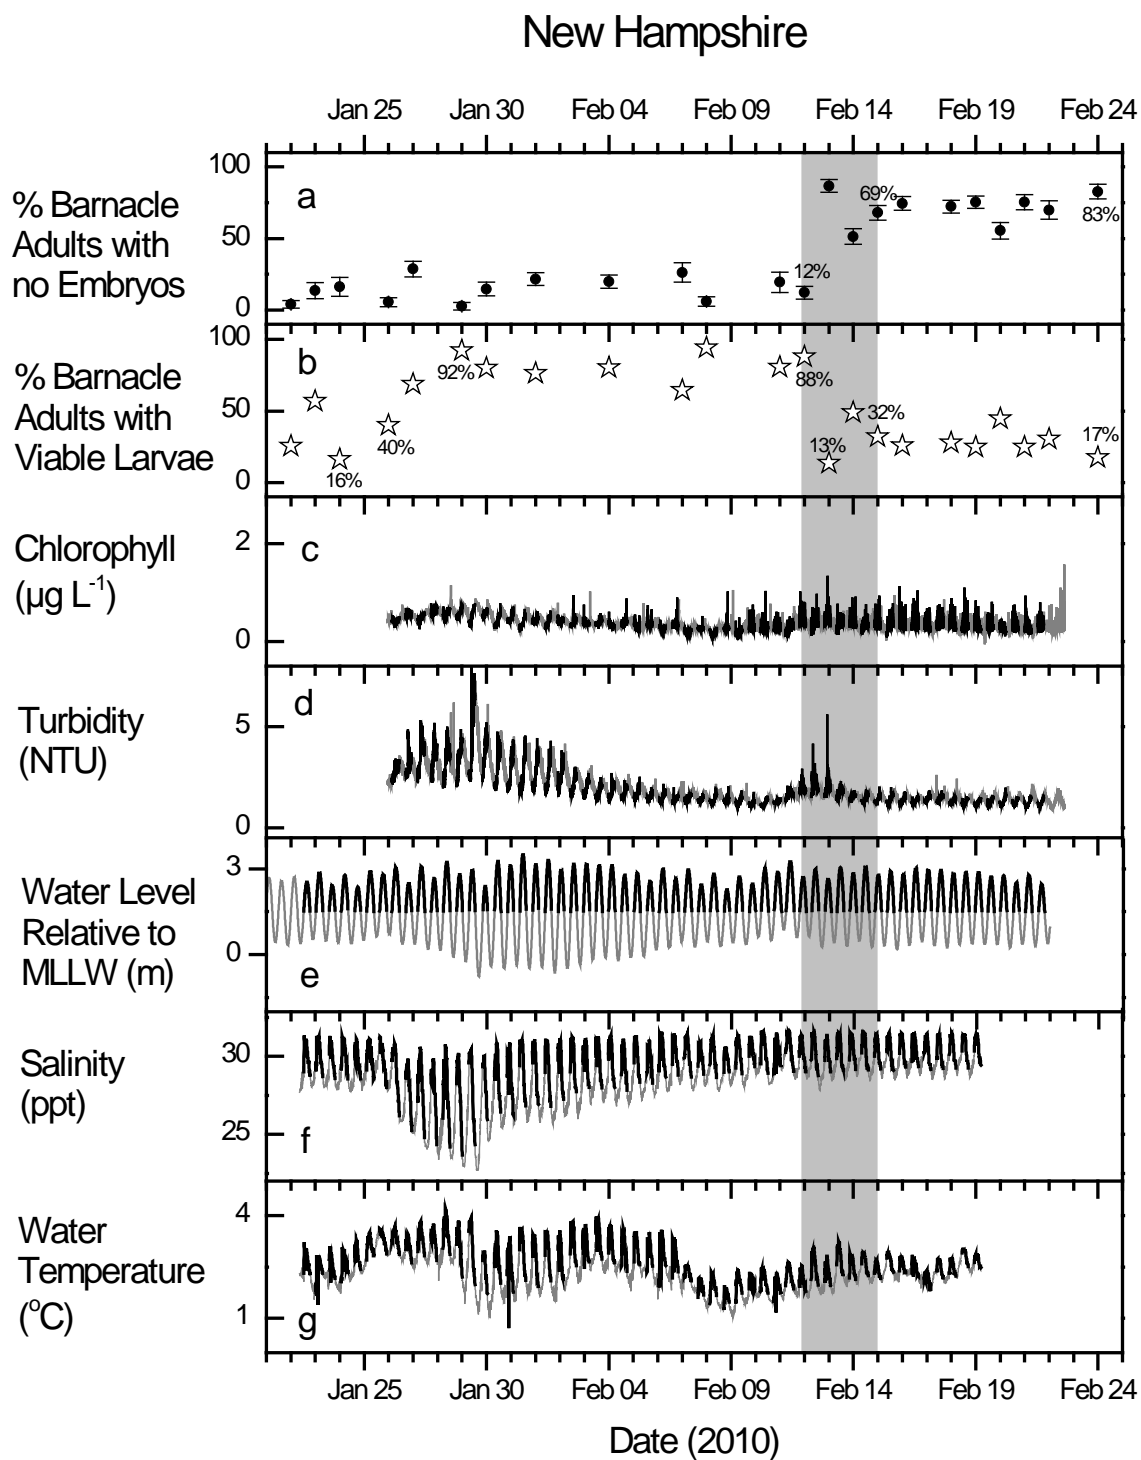 New Hampshire
Jan 25 Jan 30 Feb 04 Feb 09 Feb 14 Feb 19 Feb 24
% Barnacle
Adults with
no Embryos
100
50
0
a
12%
69%
83%
% Barnacle
Adults with
Viable Larvae
100
50
0
b
16%
40%
92%
88%
13%
32%
17%
Chlorophyll
(µg L-1)
2
0
c
Turbidity
(NTU)
5
0
d
Water Level
Relative to
MLLW (m)
3
0
e
Salinity
(ppt)
30
25
f
Water
Temperature
(oC)
4
1
g
Jan 25 Jan 30 Feb 04 Feb 09 Feb 14 Feb 19 Feb 24
Date (2010)